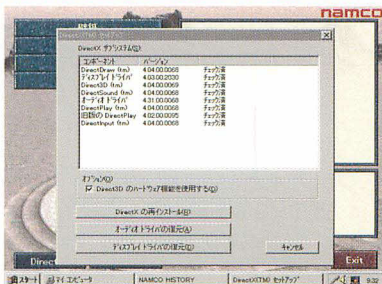 namco
DirectX(TM) セットアップ
DirectX サブシステム(S):
コンポーネント バージョン
DirectDraw (tm) 4.04.00.0068 チェック済
ディスプレイ ドライバ 4.03.00.2030 チェック済
Direct3D (tm) 4.04.00.0069 チェック済
DirectSound (tm) 4.04.00.0068 チェック済
オーディオ ドライバ 4.31.00.0068 チェック済
DirectPlay (tm) 4.04.00.0068 チェック済
旧版の DirectPlay 4.02.00.0095 チェック済
DirectInput (tm) 4.04.00.0068 チェック済
オプション(O)
Direct3D のハードウェア機能を使用する(D)
DirectX の再インストール(R)
オーディオ ドライバの復元(A)
ディスプレイ ドライバの復元(D)
キャンセル
Direct
Exit
スタート
マイ コンピュータ
NAMCO HISTORY
DirectX(TM) セットアップ
9:32